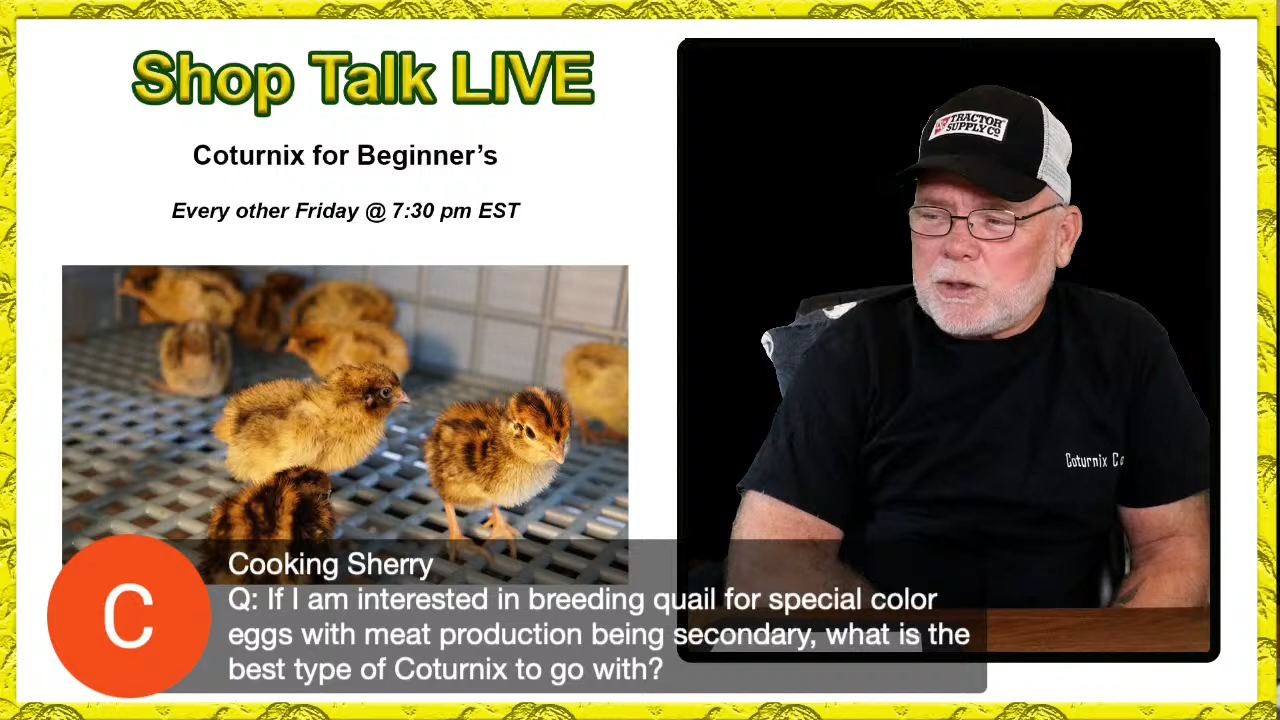 Shop Talk LIVE
Coturnix for Beginner’s
Every other Friday @ 7:30 pm EST
TRACTOR
SUPPLY CO
Coturnix Co
C
Cooking Sherry
Q: If I am interested in breeding quail for special color
eggs with meat production being secondary, what is the
best type of Coturnix to go with?